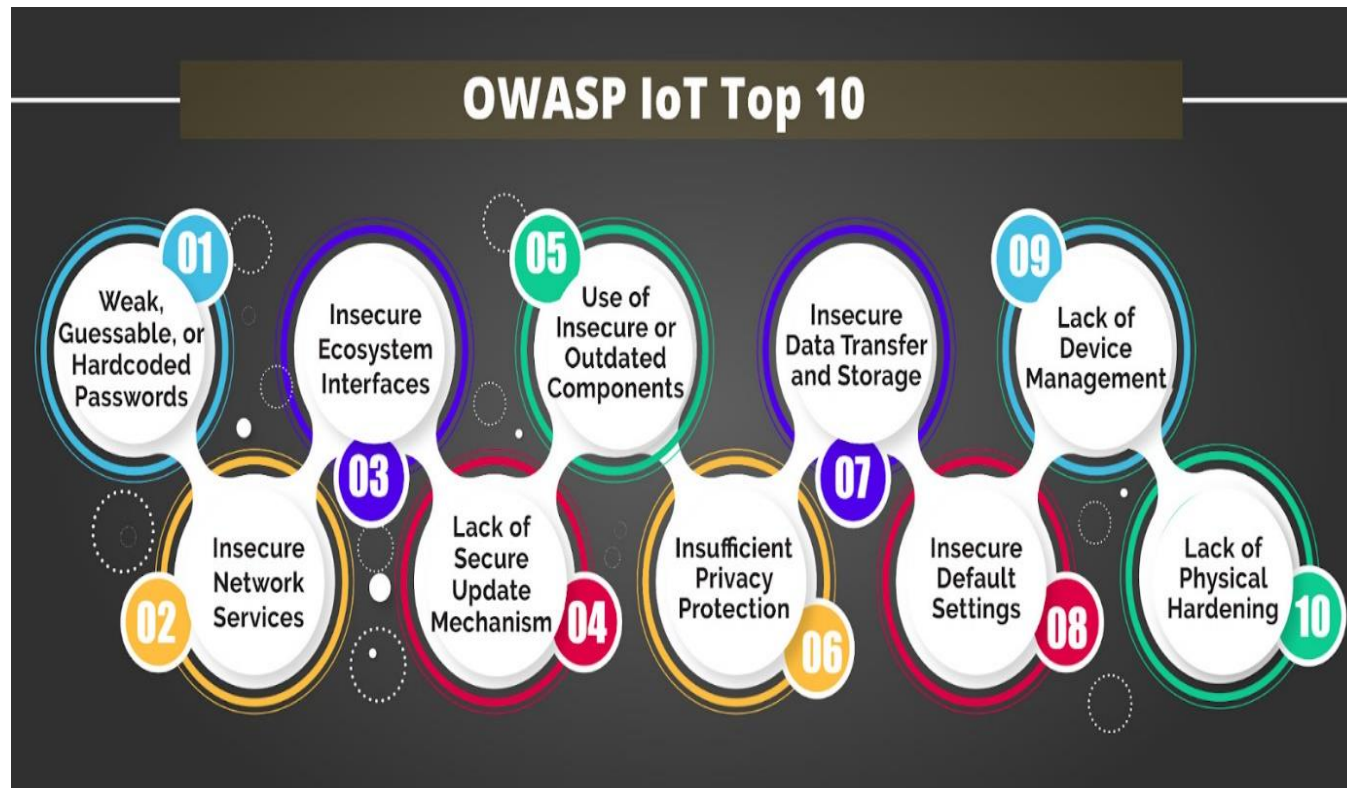 OWASP IoT Top 10
01
Weak,
Guessable, or
Hardcoded
Passwords
02
Insecure
Network
Services
03
Insecure
Ecosystem
Interfaces
04
Lack of
Secure
Update
Mechanism
05
Use of
Insecure or
Outdated
Components
06
Insufficient
Privacy
Protection
07
Insecure
Data Transfer
and Storage
08
Insecure
Default
Settings
09
Lack of
Device
Management
10
Lack of
Physical
Hardening